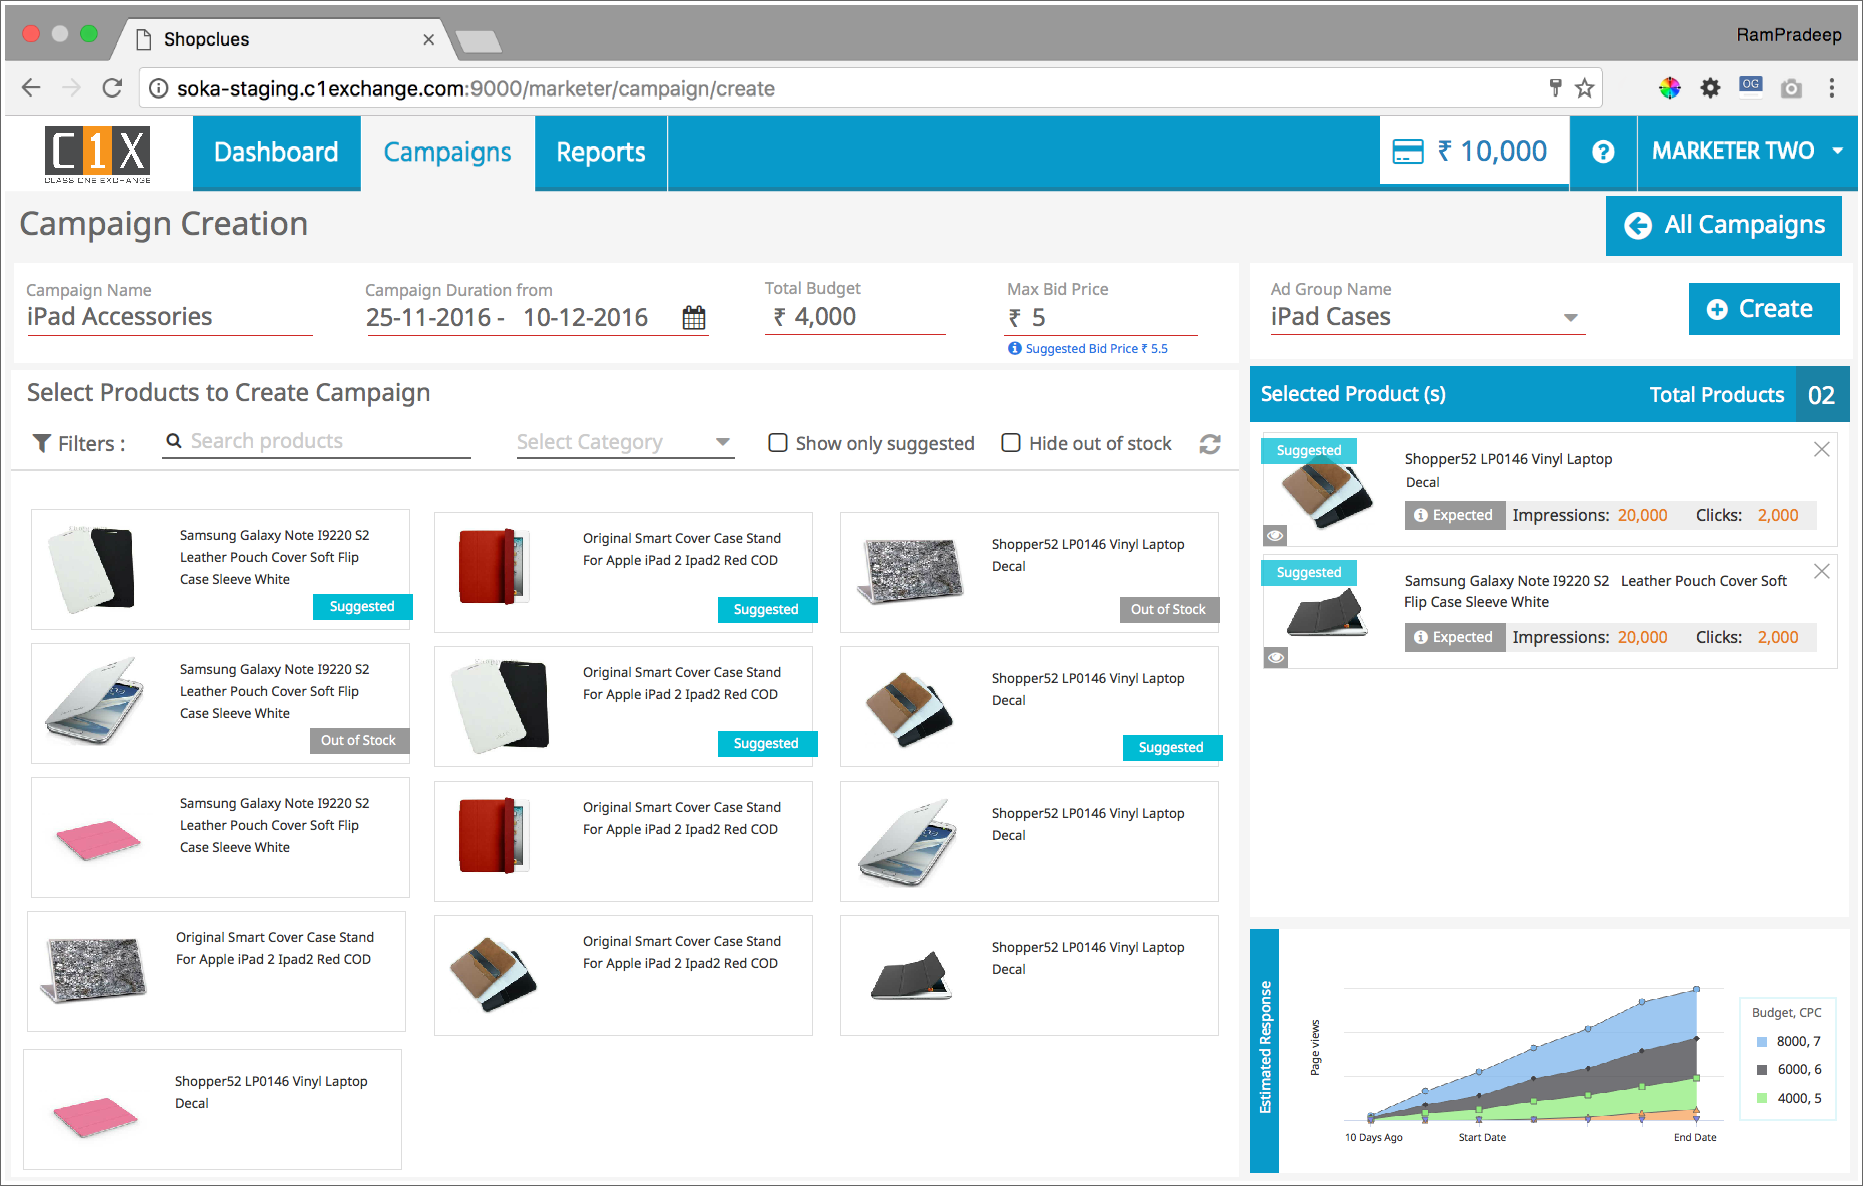 Shopclues
RamPradeep
soka-staging.c1exchange.com:9000/marketer/campaign/create
OG
C1X
CLASS ONE EXCHANGE
Dashboard
Campaigns
Reports
₹ 10,000
?
MARKETER TWO
Campaign Creation
All Campaigns
Campaign Name
iPad Accessories
Campaign Duration from
25-11-2016 - 10-12-2016
Total Budget
₹ 4,000
Max Bid Price
₹ 5
Suggested Bid Price ₹ 5.5
Ad Group Name
iPad Cases
Create
Select Products to Create Campaign
Filters :
Search products
Select Category
Show only suggested
Hide out of stock
Samsung Galaxy Note I9220 S2
Leather Pouch Cover Soft Flip
Case Sleeve White
Suggested
Original Smart Cover Case Stand
For Apple iPad 2 Ipad2 Red COD
Suggested
Shopper52 LP0146 Vinyl Laptop
Decal
Out of Stock
Samsung Galaxy Note I9220 S2
Leather Pouch Cover Soft Flip
Case Sleeve White
Out of Stock
Original Smart Cover Case Stand
For Apple iPad 2 Ipad2 Red COD
Suggested
Shopper52 LP0146 Vinyl Laptop
Decal
Suggested
Samsung Galaxy Note I9220 S2
Leather Pouch Cover Soft Flip
Case Sleeve White
Original Smart Cover Case Stand
For Apple iPad 2 Ipad2 Red COD
Shopper52 LP0146 Vinyl Laptop
Decal
Original Smart Cover Case Stand
For Apple iPad 2 Ipad2 Red COD
Original Smart Cover Case Stand
For Apple iPad 2 Ipad2 Red COD
Shopper52 LP0146 Vinyl Laptop
Decal
Shopper52 LP0146 Vinyl Laptop
Decal
Selected Product (s)
Total Products 02
Suggested
Shopper52 LP0146 Vinyl Laptop
Decal
Expected Impressions: 20,000 Clicks: 2,000
Suggested
Samsung Galaxy Note I9220 S2 Leather Pouch Cover Soft
Flip Case Sleeve White
Expected Impressions: 20,000 Clicks: 2,000
Estimated Response
Page views
10 Days Ago
Start Date
End Date
Budget, CPC
8000, 7
6000, 6
4000, 5